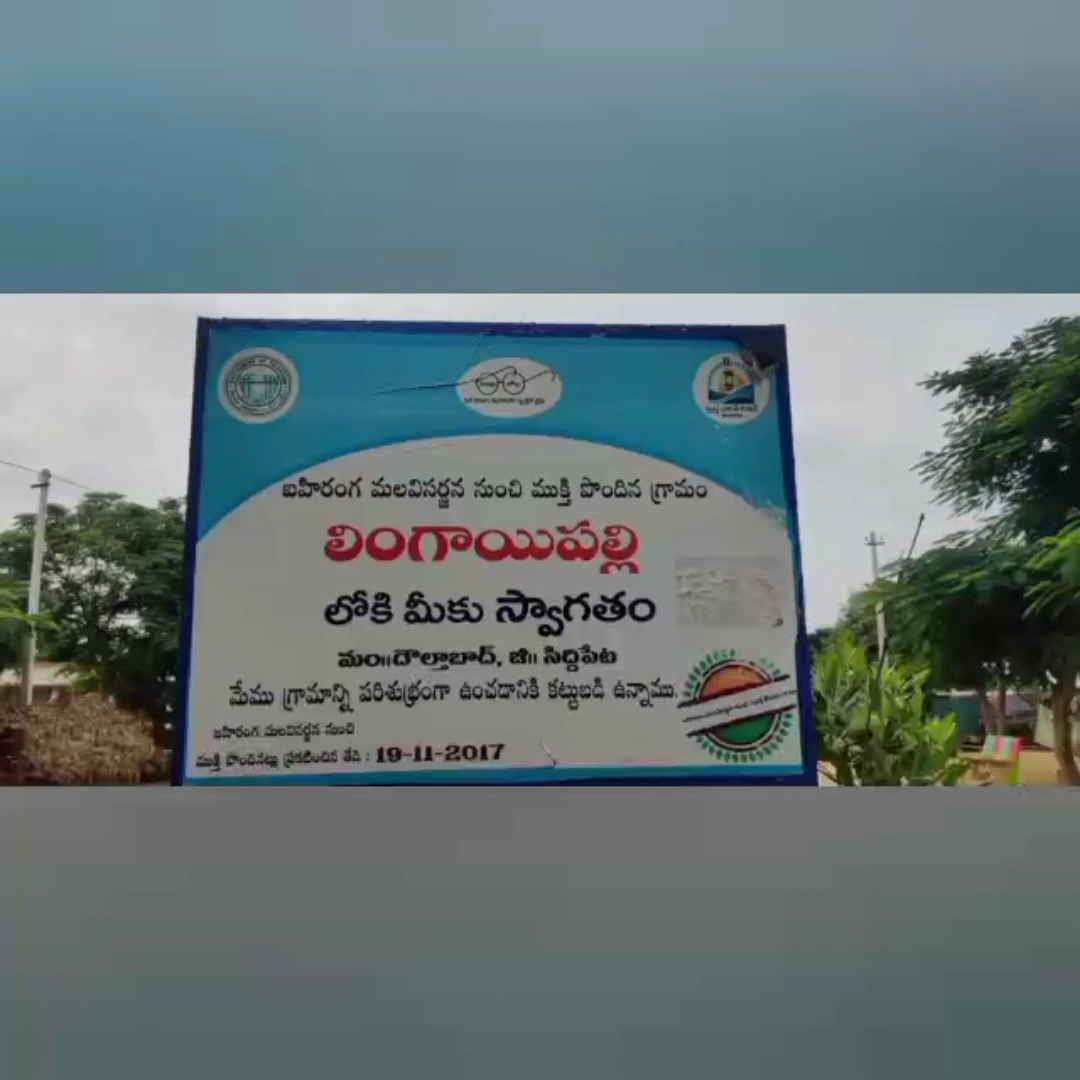 బహిరంగ మలవిసర్జన నుంచి ముక్తి పొందిన గ్రామం
లింగాయిపల్లి
లోకి మీకు స్వాగతం
మం॥దౌల్తాబాద్, జి॥ సిద్దిపేట
మేము గ్రామాన్ని పరిశుభ్రంగా ఉంచడానికి కట్టుబడి ఉన్నాము.
బహిరంగ మలవిసర్జన నుంచి
ముక్తి పొందినట్లు ప్రకటించిన తేది : 19-11-2017